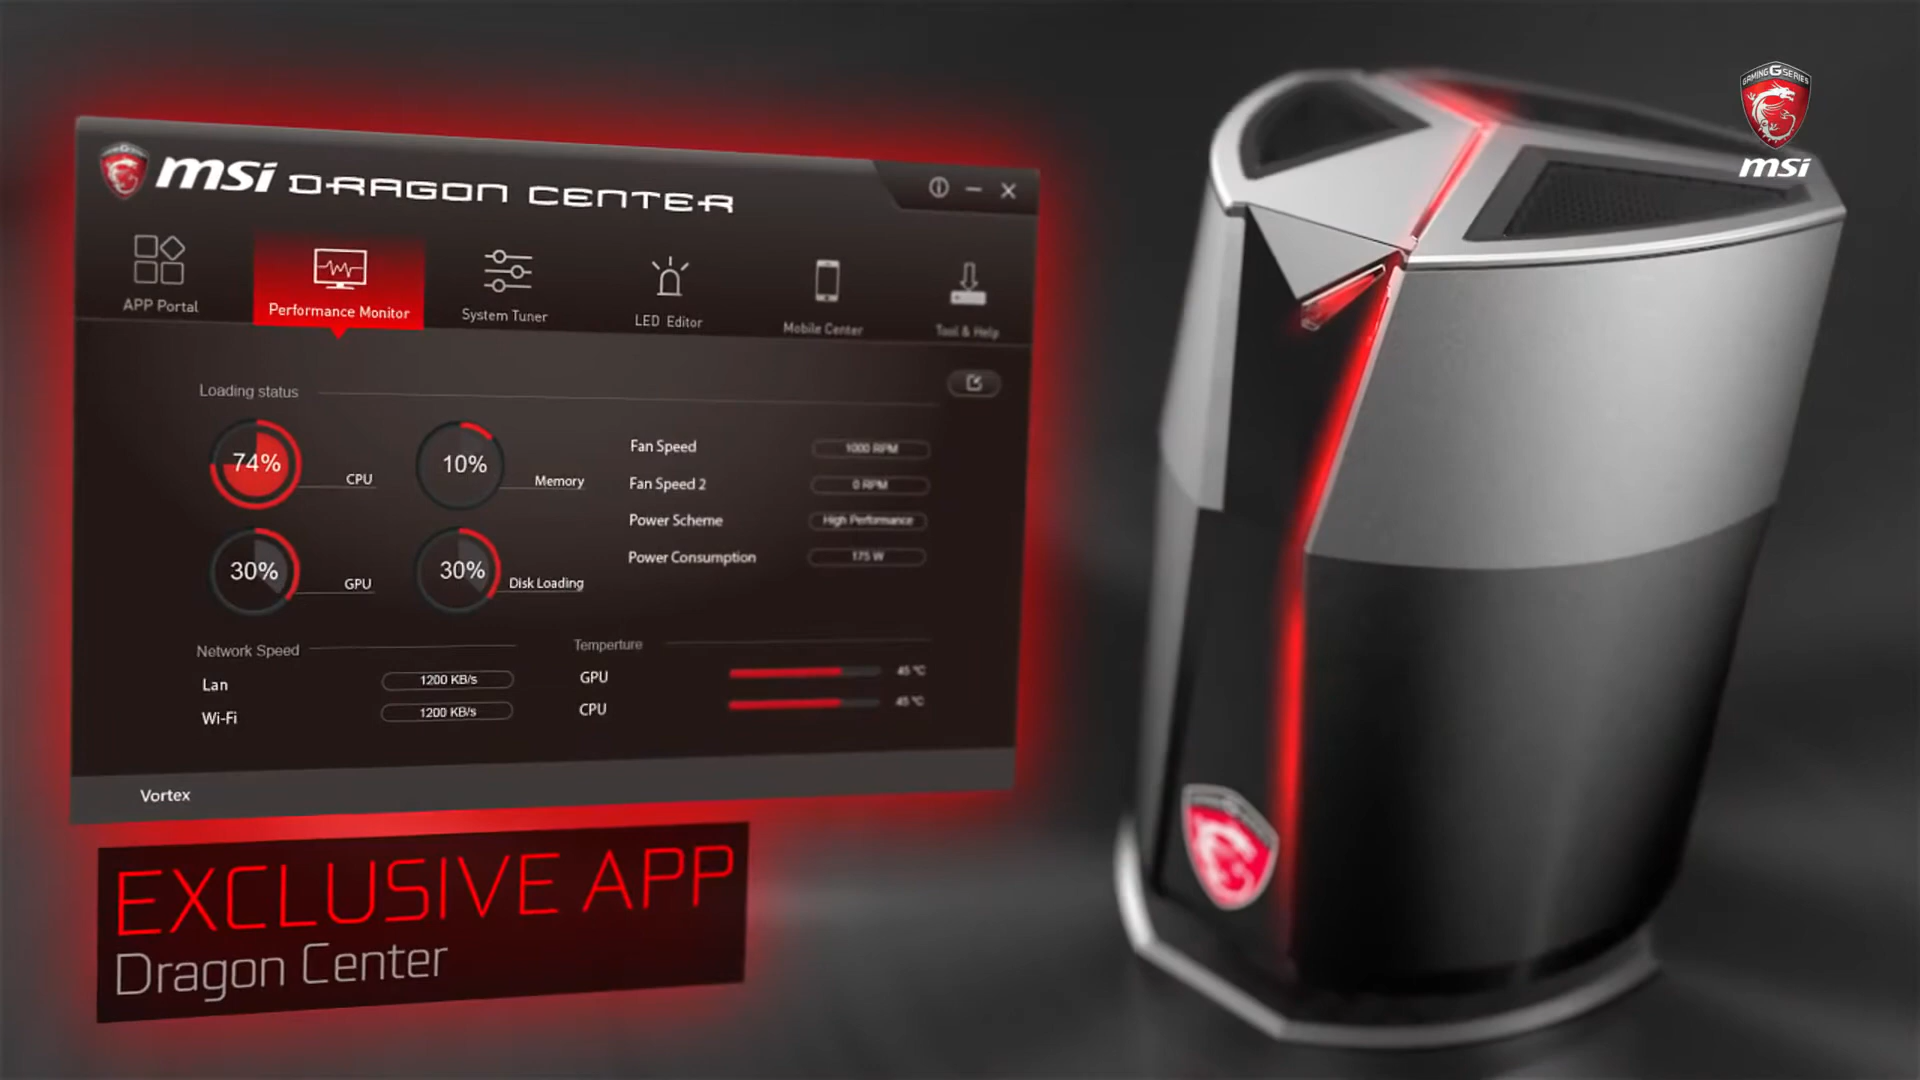 GAMING G SERIES
msi
msi DRAGON CENTER
APP Portal
Performance Monitor
System Tuner
LED Editor
Mobile Center
Tool & Help
Loading status
74%
CPU
10%
Memory
30%
GPU
30%
Disk Loading
Fan Speed
1000 RPM
Fan Speed 2
0 RPM
Power Scheme
High Performance
Power Consumption
175 W
Network Speed
Lan
1200 KB/s
Wi-Fi
1200 KB/s
Temperture
GPU
45 °C
CPU
45 °C
Vortex
EXCLUSIVE APP
Dragon Center